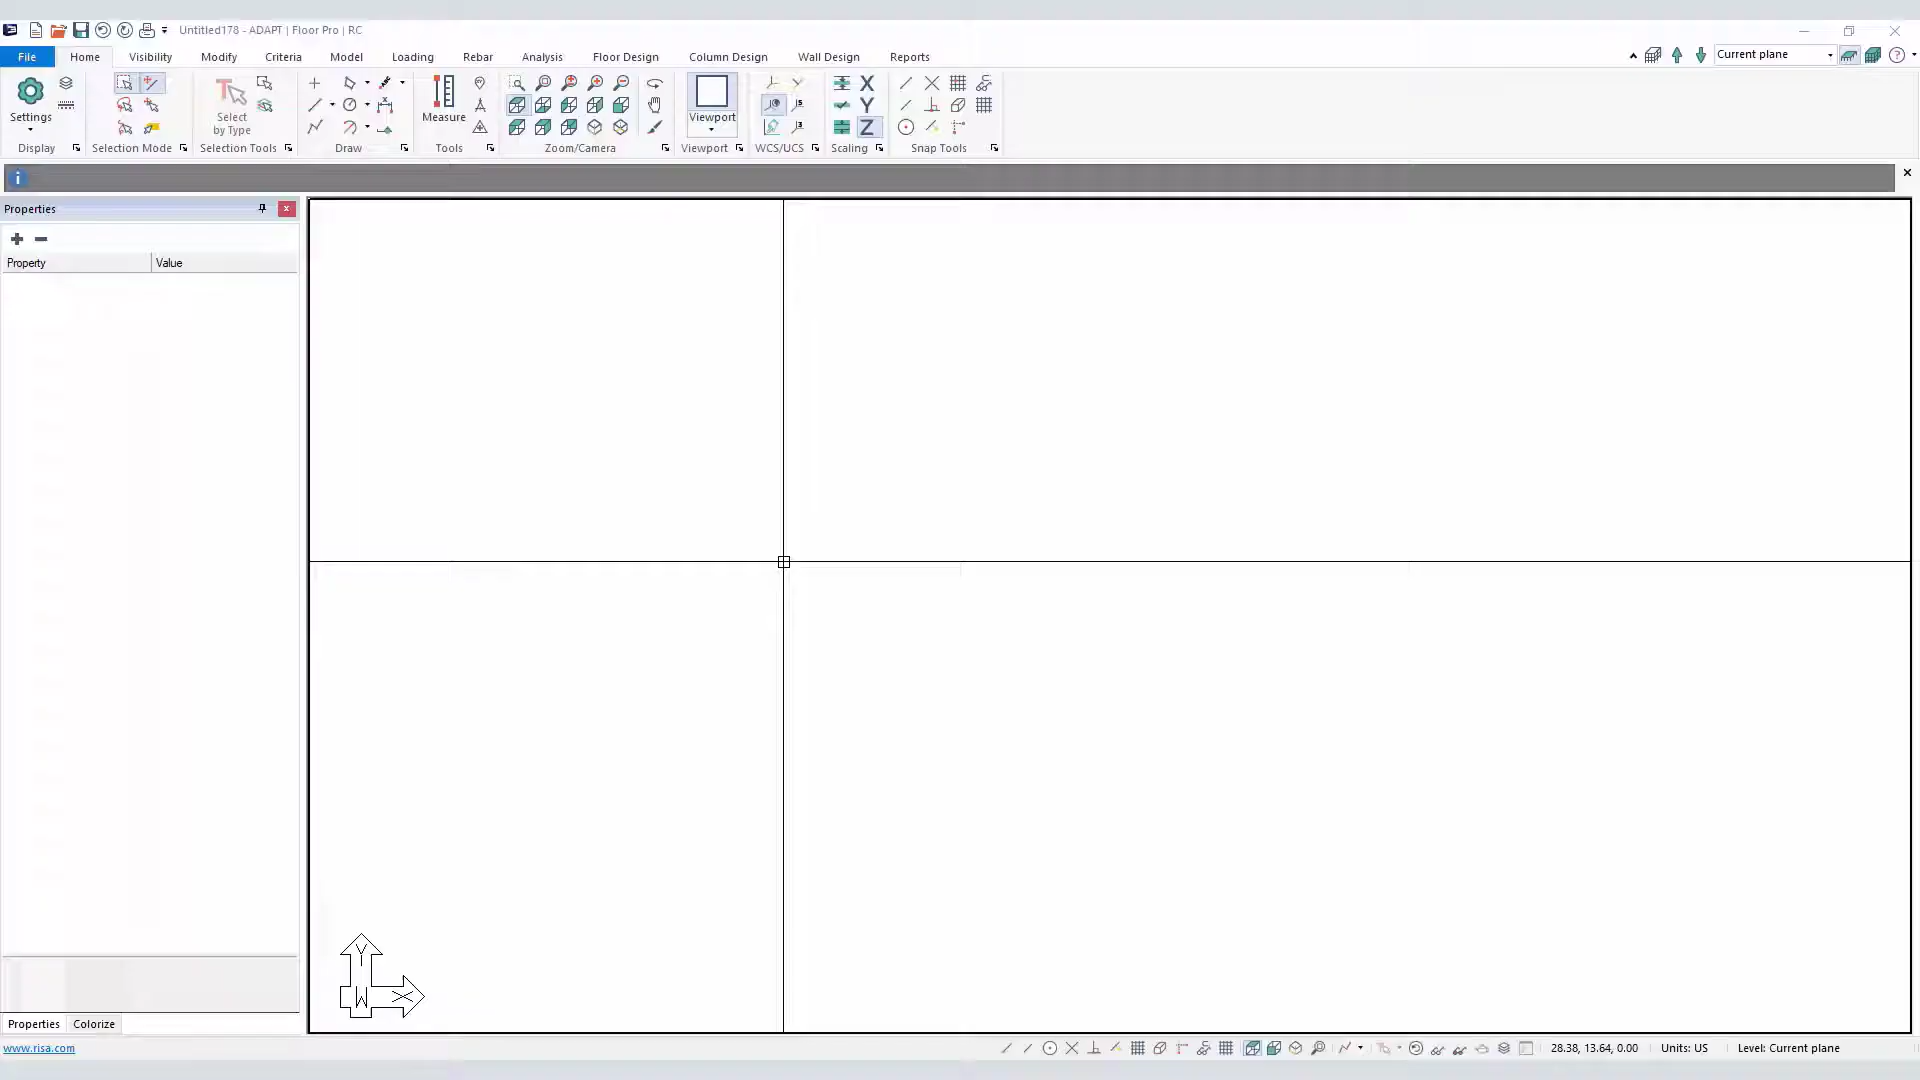 Untitled178 - ADAPT | Floor Pro | RC
File Home Visibility Modify Criteria Model Loading Rebar Analysis Floor Design Column Design Wall Design Reports Current plane
Settings Select by Type Measure Viewport X Y Z
Display Selection Mode Selection Tools Draw Tools Zoom/Camera Viewport WCS/UCS Scaling Snap Tools
i
Properties
Property Value
Y
W X
Properties Colorize
www.risa.com 28.38, 13.64, 0.00 Units: US Level: Current plane